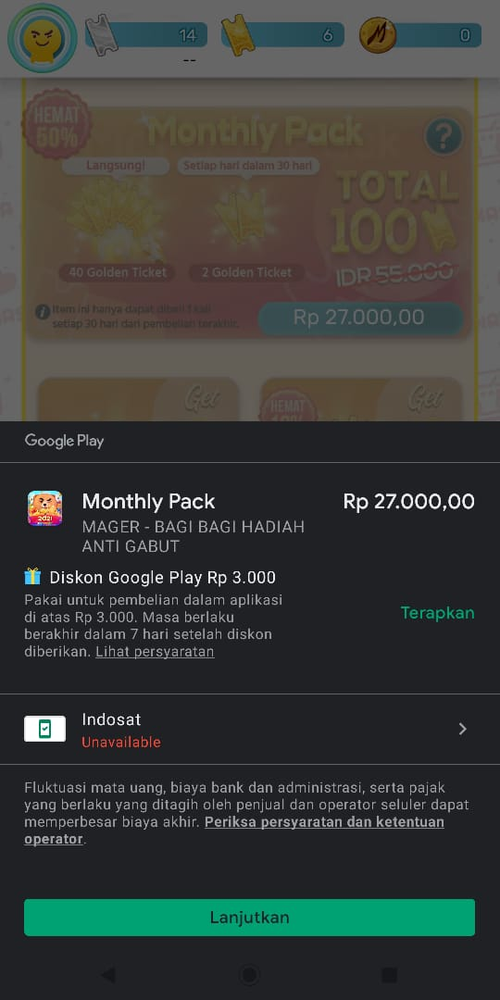 14
6
0
--
HEMAT
50%
Monthly Pack
?
Langsung!
Setiap hari dalam 30 hari
TOTAL
100
40 Golden Ticket
2 Golden Ticket
IDR 55.000
Item ini hanya dapat dibeli 1 kali
setiap 30 hari dari pembelian terakhir.
Rp 27.000,00
Get
HEMAT
Get
Google Play
Monthly Pack
Rp 27.000,00
MAGER - BAGI BAGI HADIAH
ANTI GABUT
2021
Diskon Google Play Rp 3.000
Pakai untuk pembelian dalam aplikasi
di atas Rp 3.000. Masa berlaku
berakhir dalam 7 hari setelah diskon
diberikan. Lihat persyaratan
Terapkan
Indosat
Unavailable
Fluktuasi mata uang, biaya bank dan administrasi, serta pajak
yang berlaku yang ditagih oleh penjual dan operator seluler dapat
memperbesar biaya akhir. Periksa persyaratan dan ketentuan
operator.
Lanjutkan